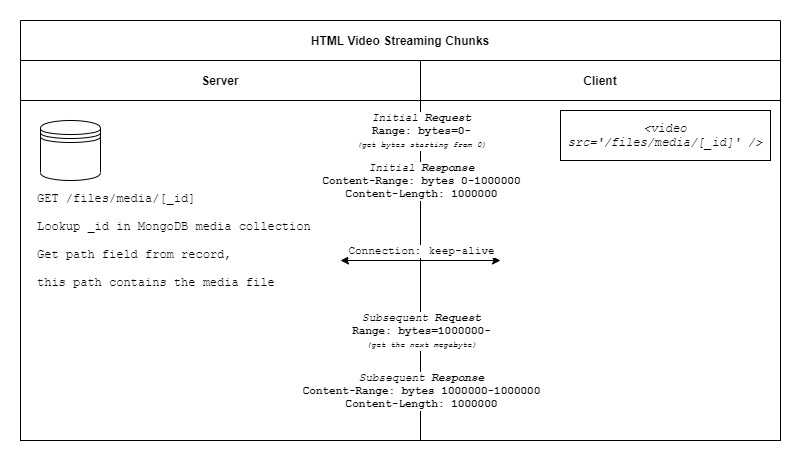 HTML Video Streaming Chunks
Server
Client
GET /files/media/[_id]
Lookup _id in MongoDB media collection
Get path field from record,
this path contains the media file
Initial Request
Range: bytes=0-
(get bytes starting from 0)
Initial Response
Content-Range: bytes 0-1000000
Content-Length: 1000000
Connection: keep-alive
Subsequent Request
Range: bytes=1000000-
(get the next megabyte)
Subsequent Response
Content-Range: bytes 1000000-1000000
Content-Length: 1000000
<video
src='/files/media/[_id]' />